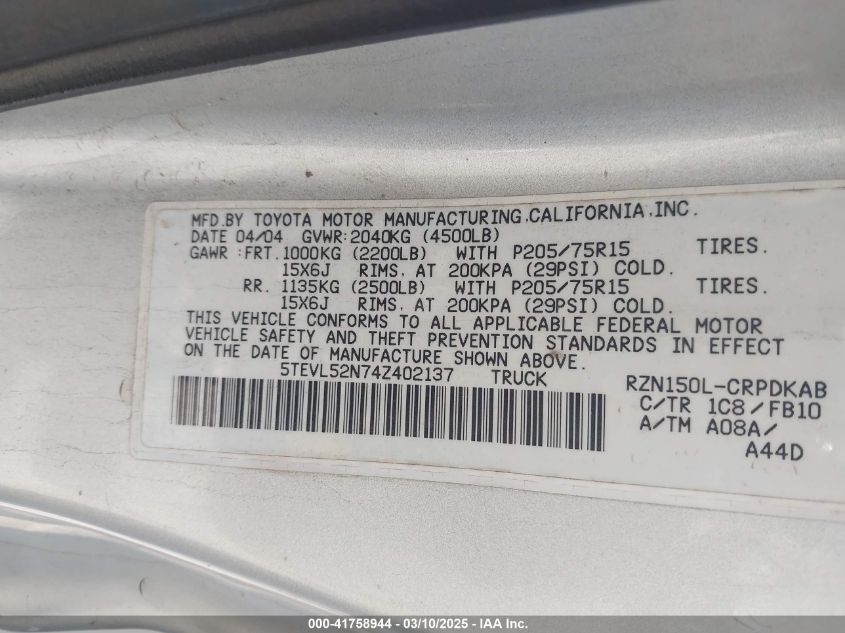 MFD.BY TOYOTA MOTOR MANUFACTURING.CALIFORNIA.INC.
DATE 04/04 GVWR:2040KG (4500LB)
GAWR:FRT.1000KG (2200LB) WITH P205/75R15 TIRES.
15X6J RIMS. AT 200KPA (29PSI) COLD.
RR. 1135KG (2500LB) WITH P205/75R15 TIRES.
15X6J RIMS. AT 200KPA (29PSI) COLD.
THIS VEHICLE CONFORMS TO ALL APPLICABLE FEDERAL MOTOR
VEHICLE SAFETY AND THEFT PREVENTION STANDARDS IN EFFECT
ON THE DATE OF MANUFACTURE SHOWN ABOVE.
5TEVL52N74Z402137 TRUCK
RZN150L-CRPDKAB
C/TR 1C8/FB10
A/TM A08A/
A44D
000-41758944 - 03/10/2025 - IAA Inc.